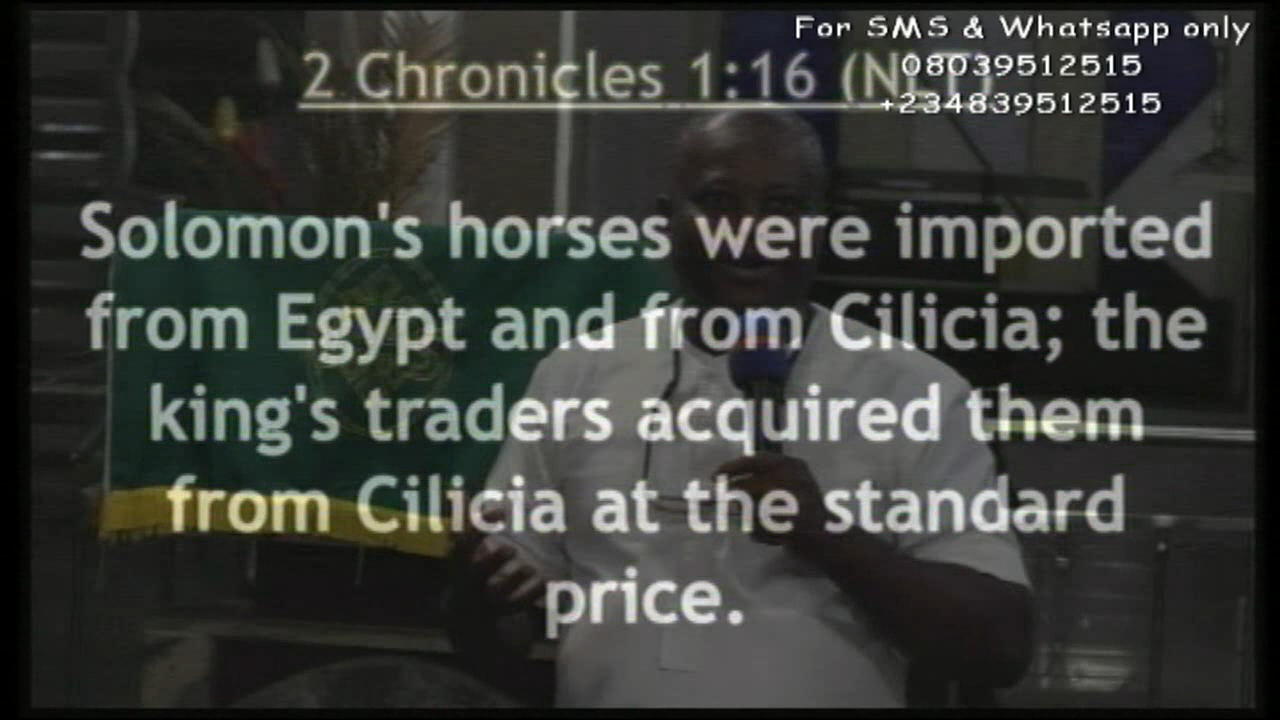 For SMS & Whatsapp only
08039512515
+234839512515
2 Chronicles 1:16
Solomon's horses were imported
from Egypt and from Cilicia; the
king's traders acquired them
from Cilicia at the standard
price.